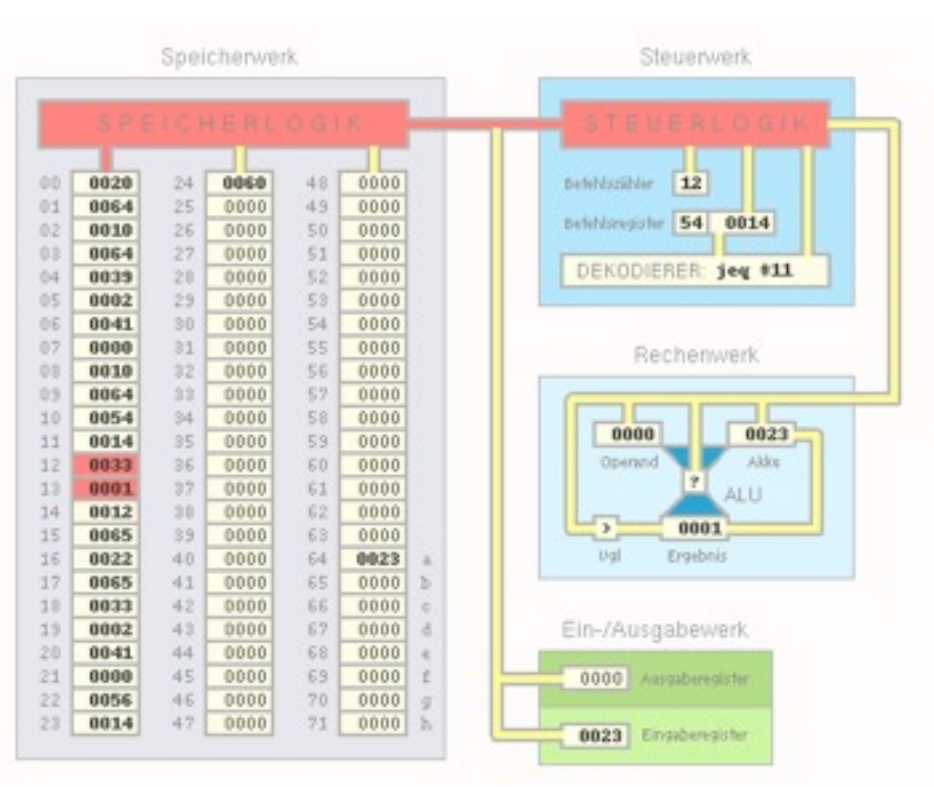 Speicherwerk
SPEICHERLOGIK
00 0020 24 0060 48 0000
01 0064 25 0000 49 0000
02 0010 26 0000 50 0000
03 0064 27 0000 51 0000
04 0039 28 0000 52 0000
05 0002 29 0000 53 0000
06 0041 30 0000 54 0000
07 0000 31 0000 55 0000
08 0010 32 0000 56 0000
09 0064 33 0000 57 0000
10 0054 34 0000 58 0000
11 0014 35 0000 59 0000
12 0033 36 0000 60 0000
13 0001 37 0000 61 0000
14 0012 38 0000 62 0000
15 0065 39 0000 63 0000
16 0022 40 0000 64 0023 a
17 0065 41 0000 65 0000 b
18 0033 42 0000 66 0000 c
19 0002 43 0000 67 0000 d
20 0041 44 0000 68 0000 e
21 0000 45 0000 69 0000 f
22 0056 46 0000 70 0000 g
23 0014 47 0000 71 0000 h
Steuerwerk
STEUERLOGIK
Befehlszähler 12
Befehlsregister 54 0014
DEKODIERER: jeq #11
Rechenwerk
0000 0023
Operand Akku
?
ALU
> 0001
Vgl Ergebnis
Ein-/Ausgabewerk
0000 Ausgaberegister
0023 Eingaberegister